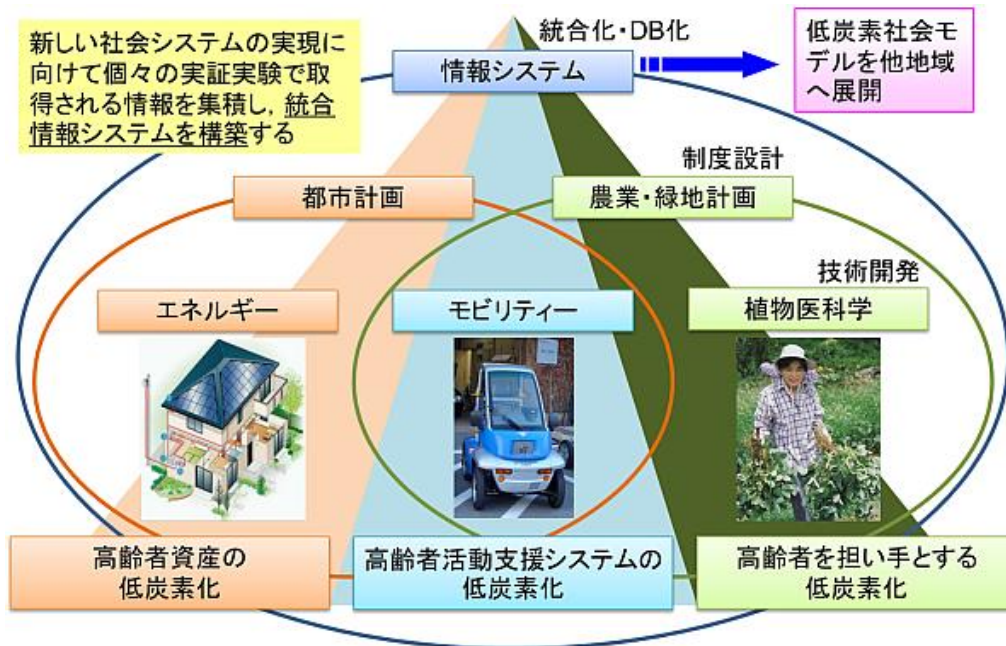 新しい社会システムの実現に
向けて個々の実証実験で取
得される情報を集積し，統合
情報システムを構築する
統合化・DB化
情報システム
低炭素社会モ
デルを他地域
へ展開
制度設計
都市計画
農業・緑地計画
技術開発
エネルギー
モビリティー
植物医科学
高齢者資産の
低炭素化
高齢者活動支援システムの
低炭素化
高齢者を担い手とする
低炭素化